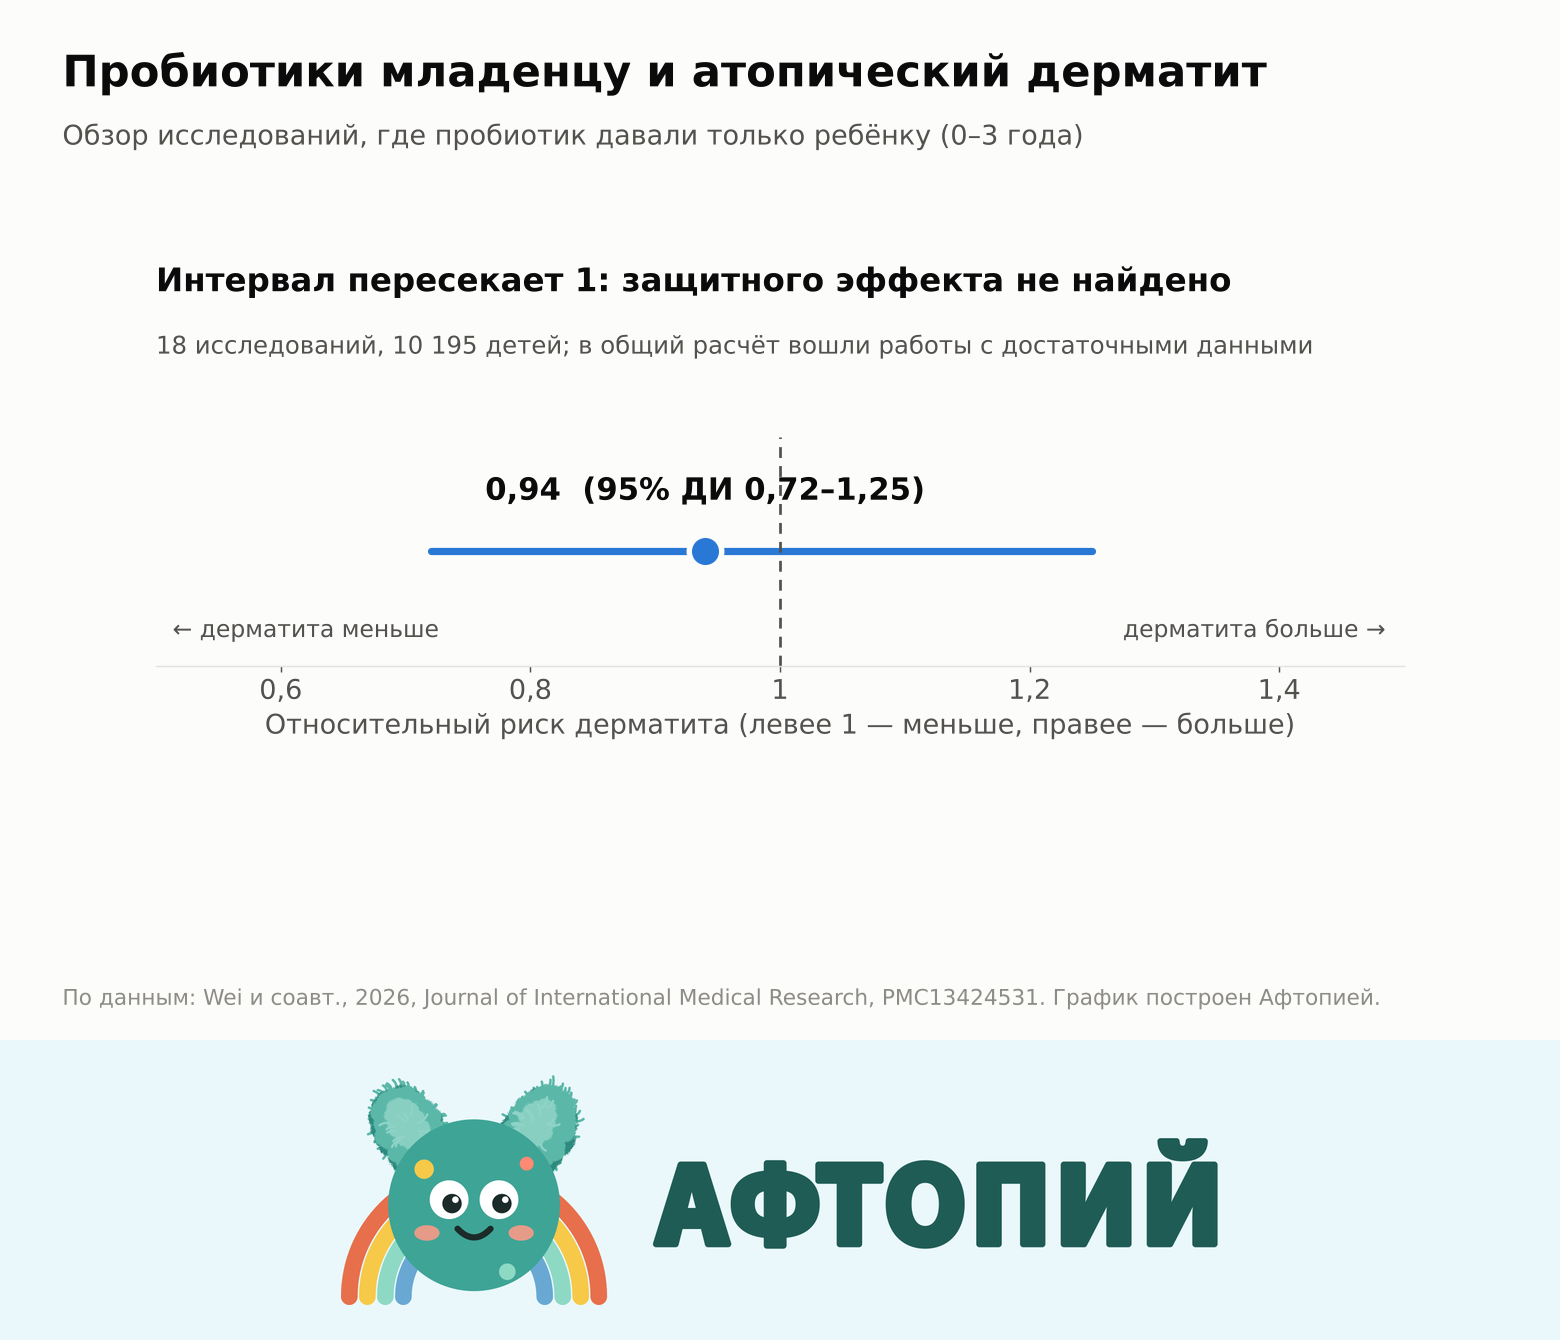 Пробиотики младенцу и атопический дерматит
Обзор исследований, где пробиотик давали только ребёнку (0–3 года)
Интервал пересекает 1: защитного эффекта не найдено
18 исследований, 10 195 детей; в общий расчёт вошли работы с достаточными данными
0,94 (95% ДИ 0,72–1,25)
← дерматита меньше дерматита больше →
0,6 0,8 1 1,2 1,4
Относительный риск дерматита (левее 1 — меньше, правее — больше)
По данным: Wei и соавт., 2026, Journal of International Medical Research, PMC13424531. График построен Афтопией.
АФТОПИЙ